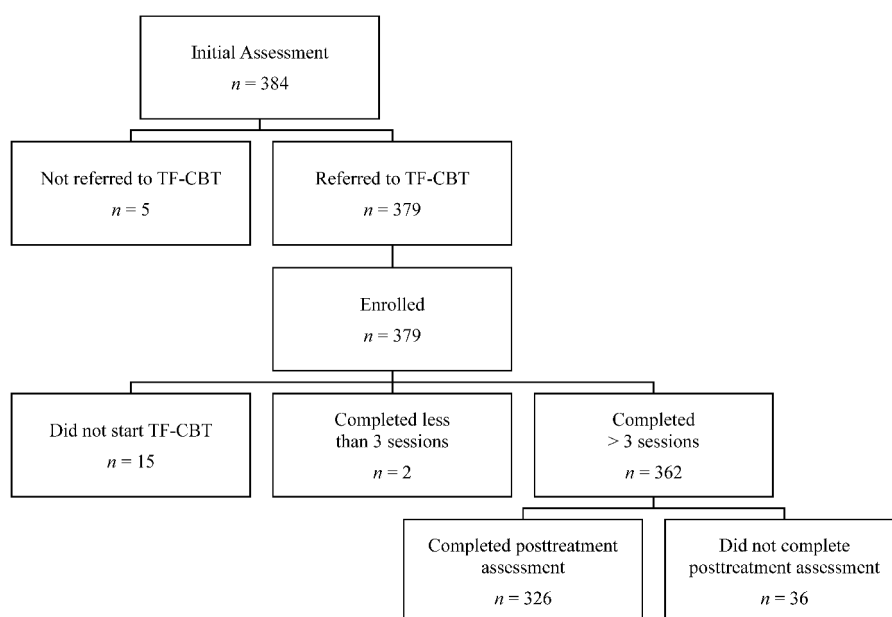 Initial Assessment
n = 384
Not referred to TF-CBT
n = 5
Referred to TF-CBT
n = 379
Enrolled
n = 379
Did not start TF-CBT
n = 15
Completed less
than 3 sessions
n = 2
Completed
> 3 sessions
n = 362
Completed posttreatment
assessment
n = 326
Did not complete
posttreatment assessment
n = 36